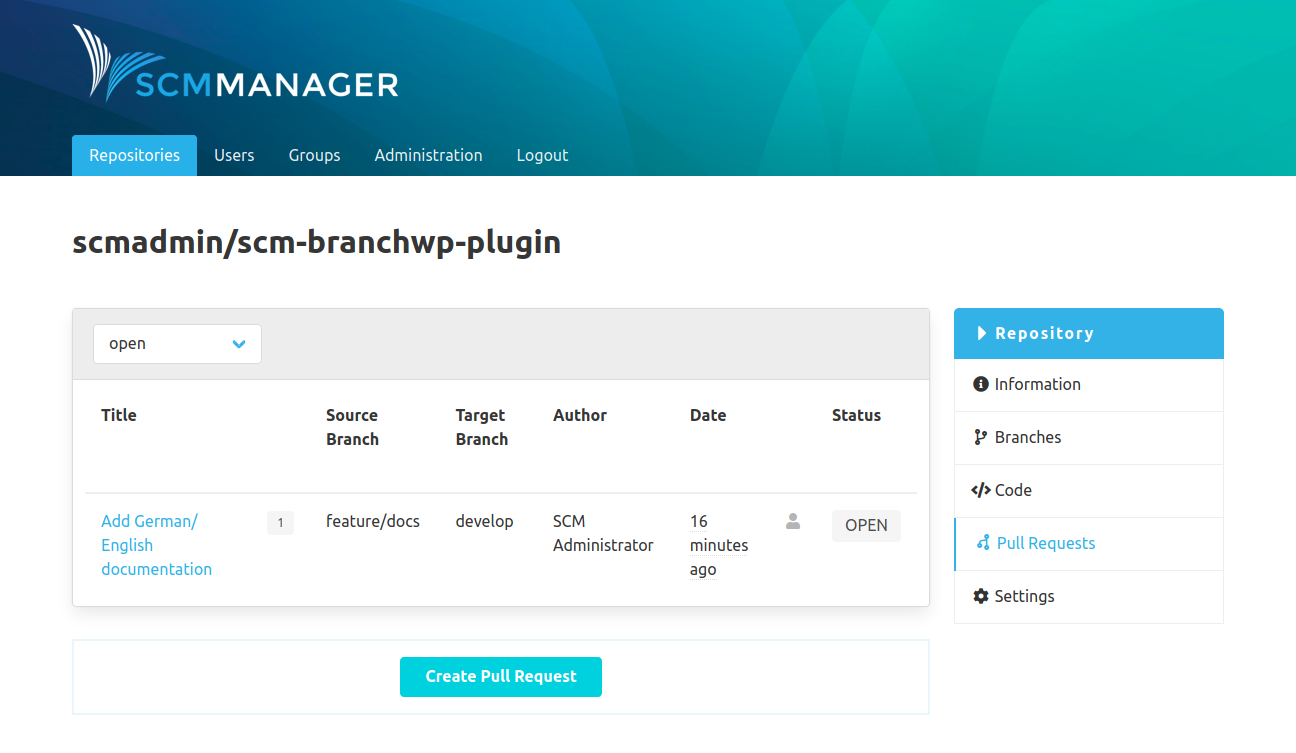 SCMMANAGER
Repositories Users Groups Administration Logout
scmadmin/scm-branchwp-plugin
open
Title Source Branch Target Branch Author Date Status
Add German/ English documentation 1 feature/docs develop SCM Administrator 16 minutes ago OPEN
Create Pull Request
Repository
Information
Branches
Code
Pull Requests
Settings